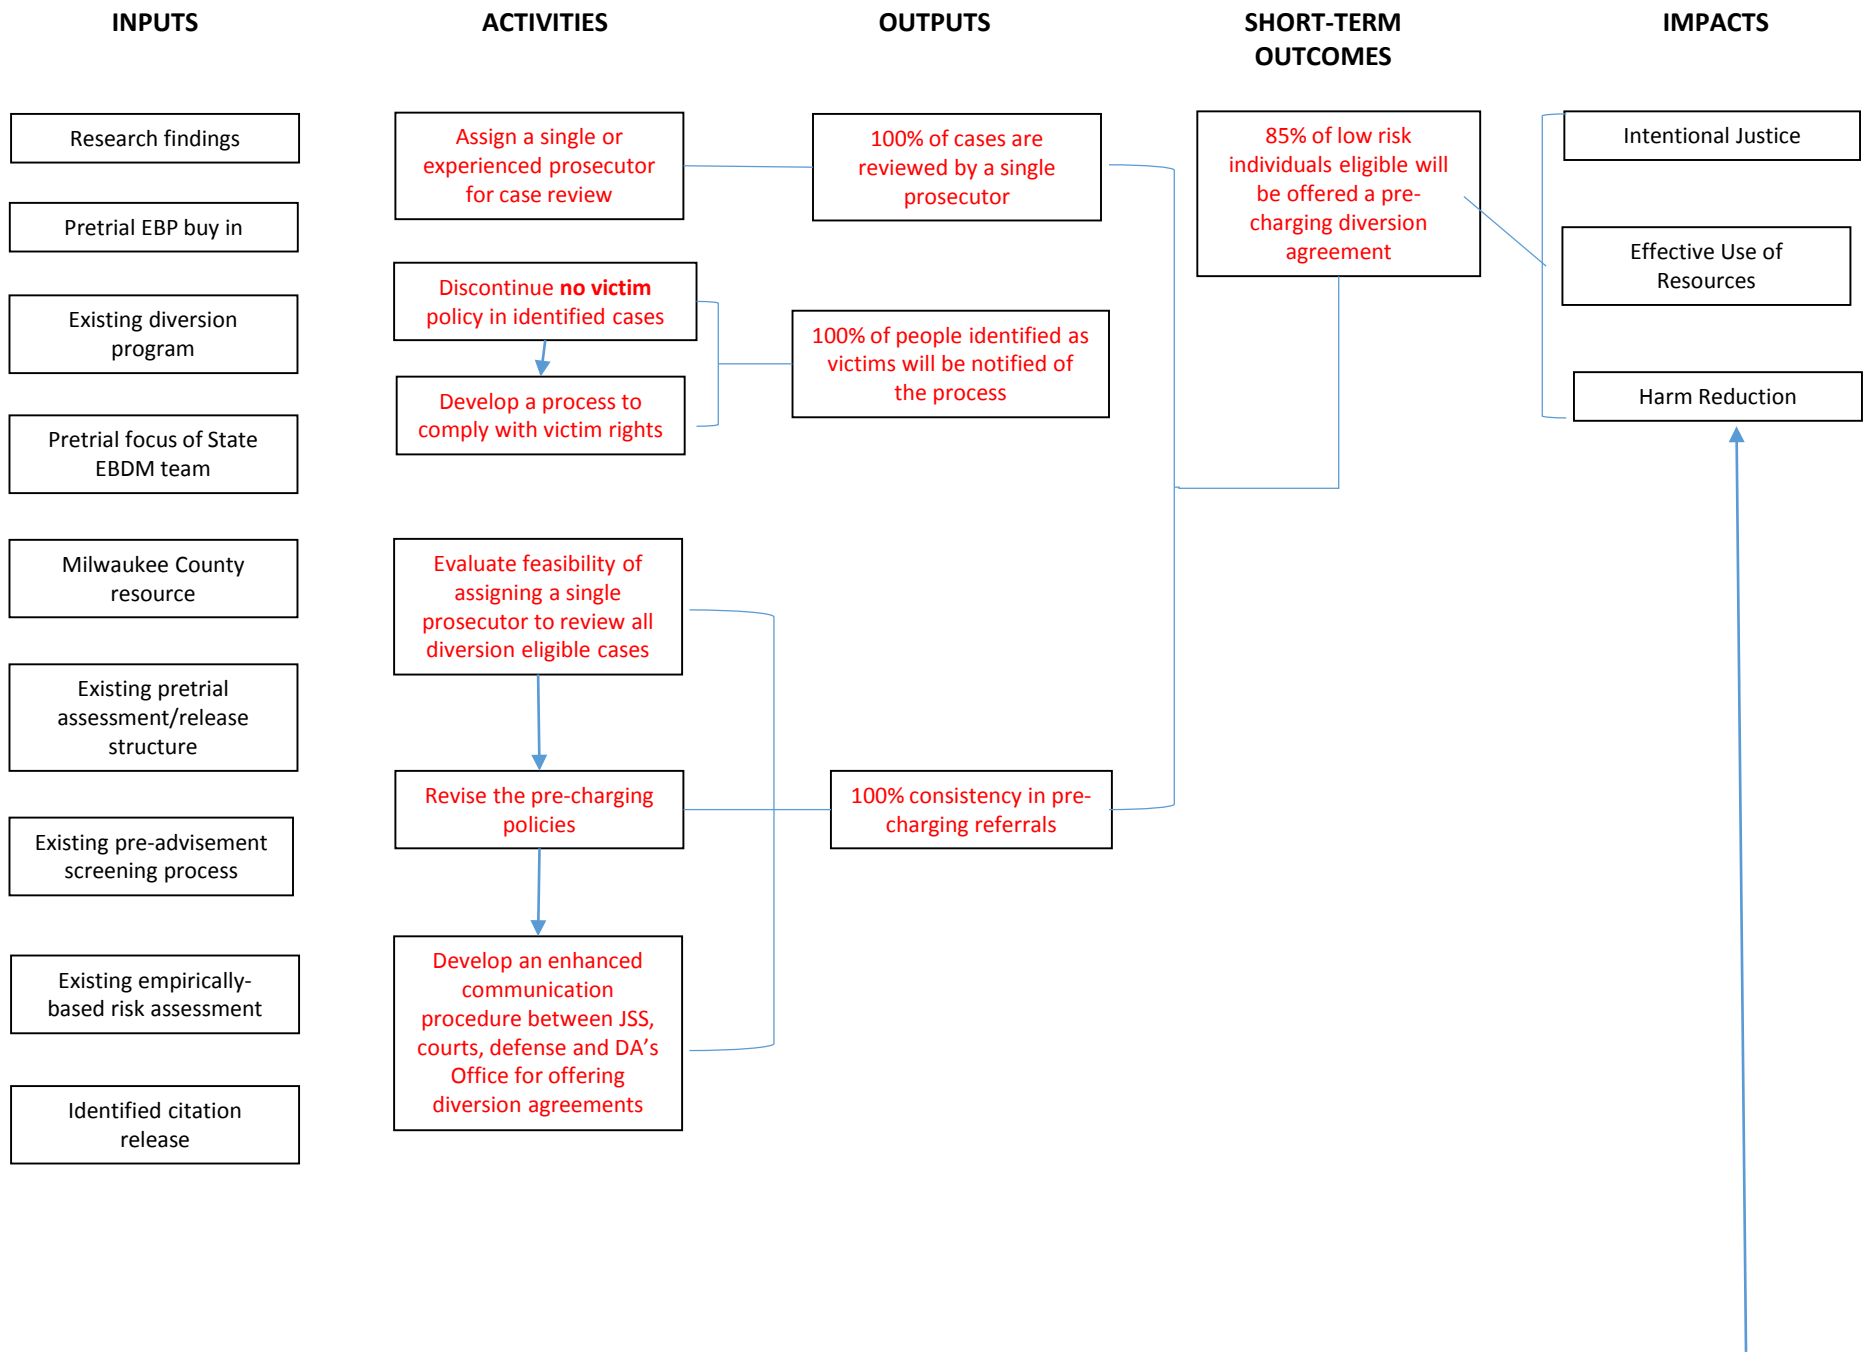 INPUTS
ACTIVITIES
OUTPUTS
SHORT-TERM
OUTCOMES
IMPACTS
Research findings
Pretrial EBP buy in
Existing diversion
program
Pretrial focus of State
EBDM team
Milwaukee County
resource
Existing pretrial
assessment/release
structure
Existing pre-advisement
screening process
Existing empirically-
based risk assessment
Identified citation
release
Assign a single or
experienced prosecutor
for case review
Discontinue no victim
policy in identified cases
Develop a process to
comply with victim rights
Evaluate feasibility of
assigning a single
prosecutor to review all
diversion eligible cases
Revise the pre-charging
policies
Develop an enhanced
communication
procedure between JSS,
courts, defense and DA’s
Office for offering
diversion agreements
100% of cases are
reviewed by a single
prosecutor
100% of people identified as
victims will be notified of
the process
100% consistency in pre-
charging referrals
85% of low risk
individuals eligible will
be offered a pre-
charging diversion
agreement
Intentional Justice
Effective Use of
Resources
Harm Reduction